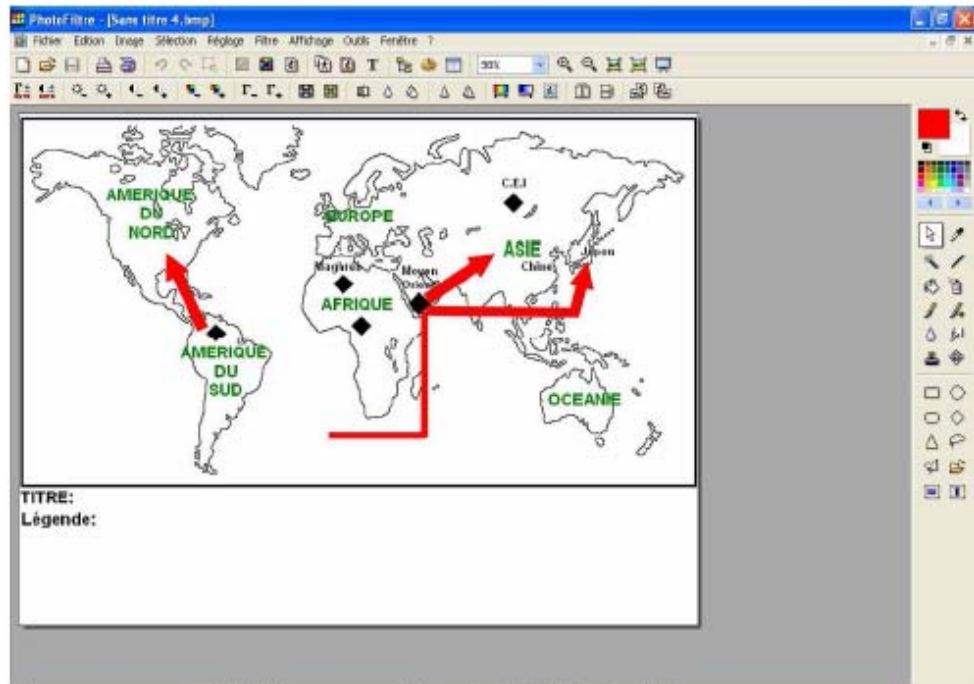 PhotoFiltre - [Sans titre 4.bmp]
Fichier Edition Image Sélection Réglage Filtre Affichage Outils Fenêtre ?
T 90%
C.E.I
AMERIQUE
DU
NORD
EUROPE
ASIE
Japon
Maghreb
Moyen
Orient
Chine
AFRIQUE
AMERIQUE
DU
SUD
OCEANIE
TITRE:
Légende: